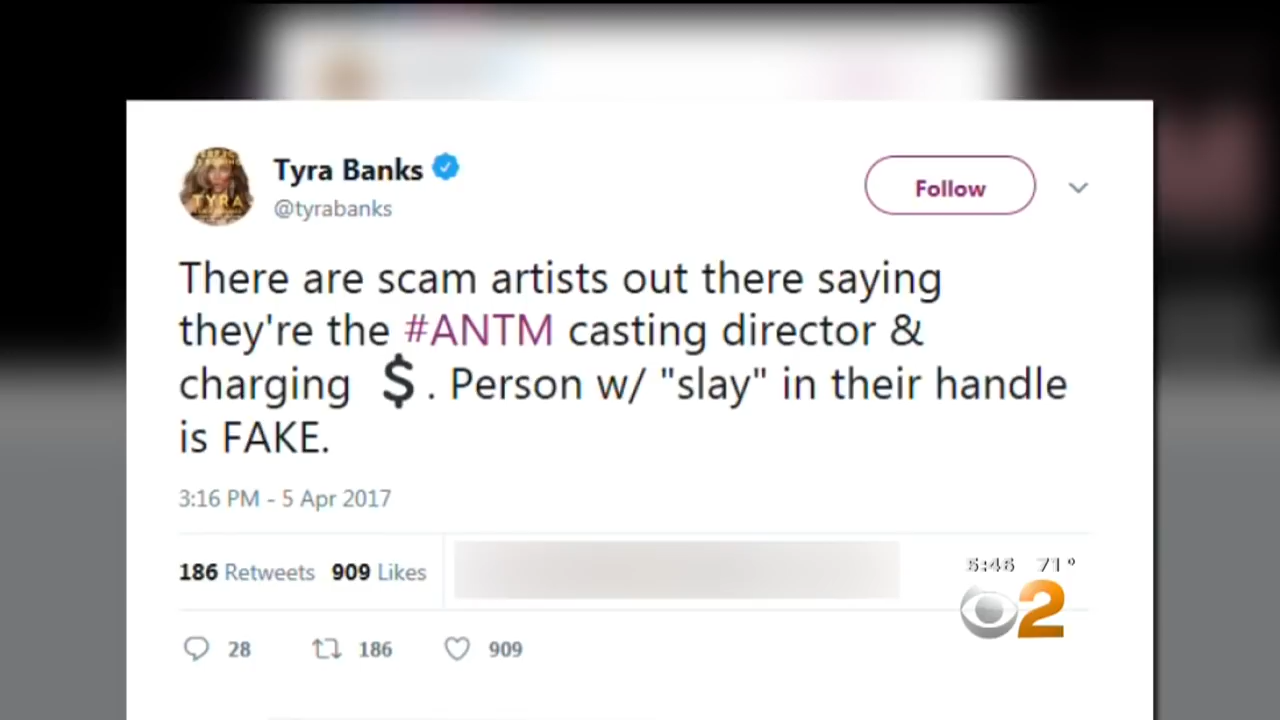 Tyra Banks
@tyrabanks
Follow
There are scam artists out there saying
they're the #ANTM casting director &
charging $. Person w/ "slay" in their handle
is FAKE.
3:16 PM - 5 Apr 2017
186 Retweets 909 Likes
28 186 909
5:46 71°
2
TYRA